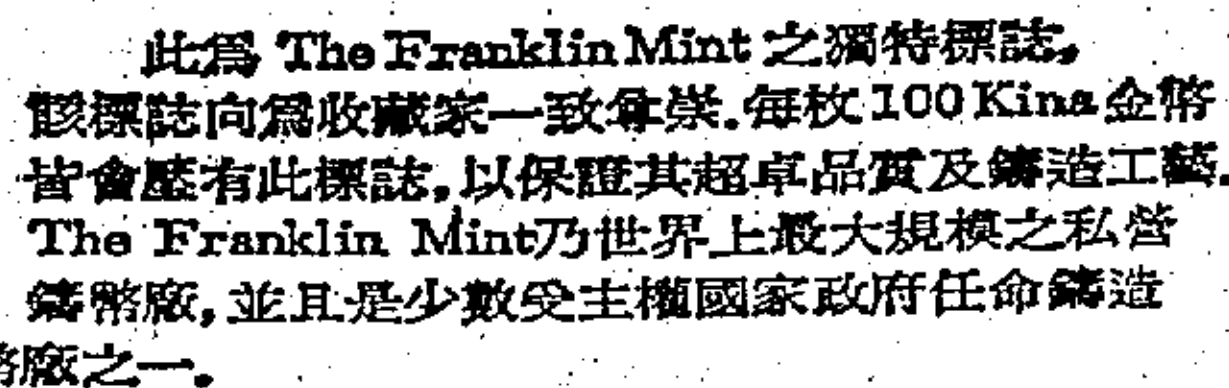 此爲 The Franklin Mint 之獨特標誌,
該標誌向爲收藏家一致尊崇.每枚 100 Kina 金幣
皆會壓有此標誌,以保證其超卓品質及鑄造工藝.
The Franklin Mint乃世界上最大規模之私營
鑄幣廠,並且是少數受主權國家政府任命鑄造
幣廠之一。